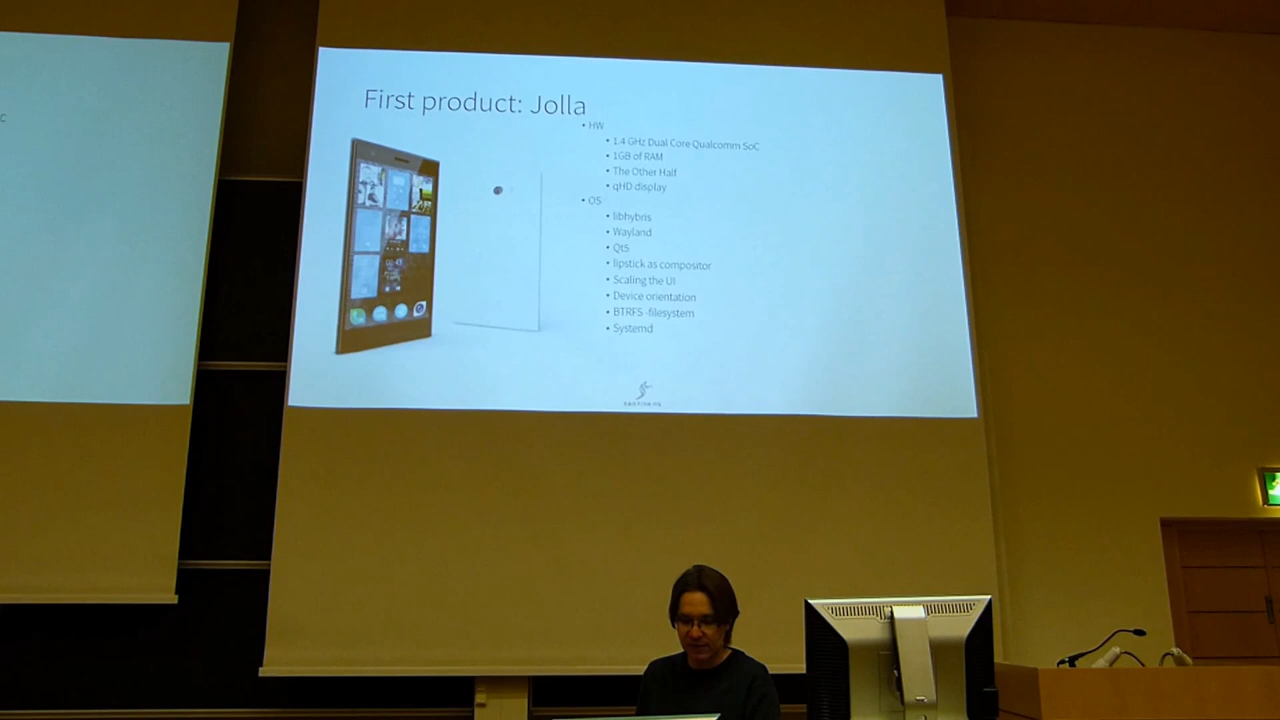 First product: Jolla
• HW
• 1.4 GHz Dual Core Qualcomm SoC
• 1GB of RAM
• The Other Half
• qHD display
• OS
• libhybris
• Wayland
• Qt5
• lipstick as compositor
• Scaling the UI
• Device orientation
• BTRFS -filesystem
• Systemd